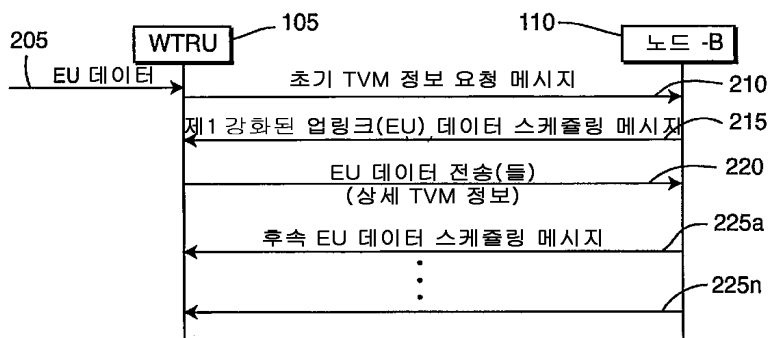 205
EU 데이터
WTRU
105
110
노드 -B
초기 TVM 정보 요청 메시지
210
제1 강화된 업링크(EU) 데이터 스케쥴링 메시지
215
EU 데이터 전송(들)
(상세 TVM 정보)
220
후속 EU 데이터 스케쥴링 메시지
225a
225n